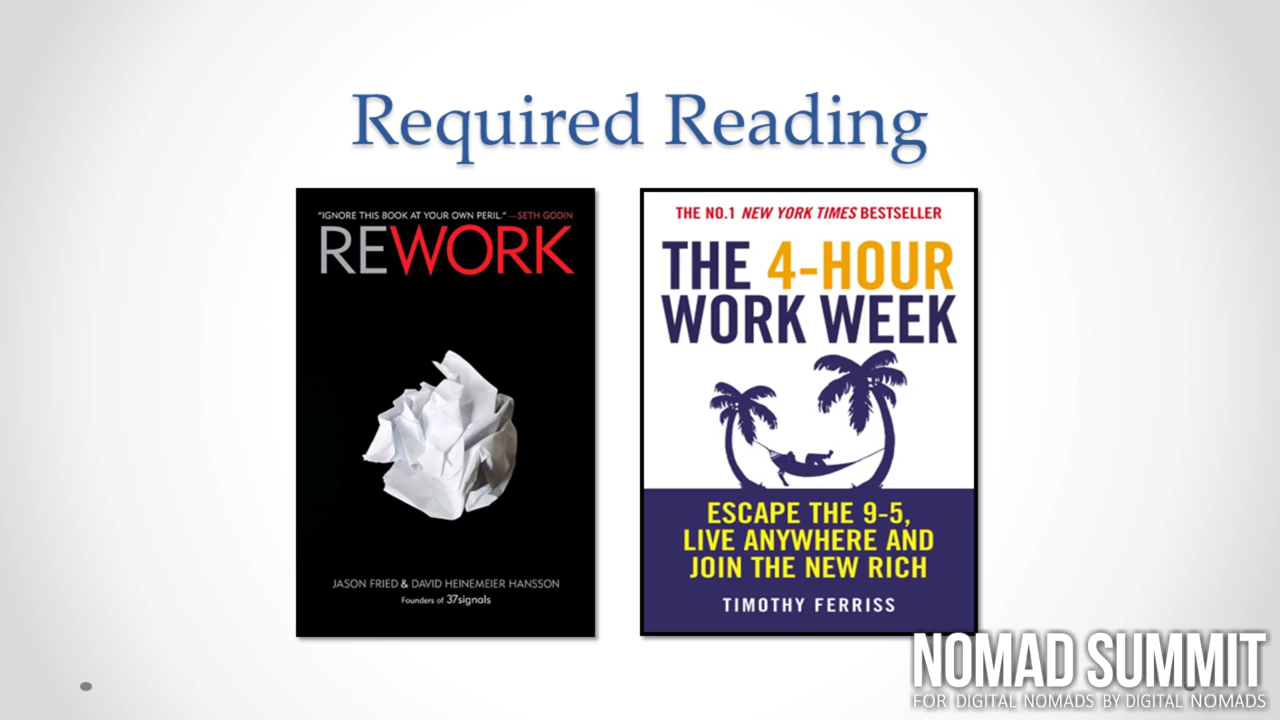 Required Reading
"IGNORE THIS BOOK AT YOUR OWN PERIL." —SETH GODIN
REWORK
JASON FRIED & DAVID HEINEMEIER HANSSON
Founders of 37signals
THE NO.1 NEW YORK TIMES BESTSELLER
THE 4-HOUR
WORK WEEK
ESCAPE THE 9-5,
LIVE ANYWHERE AND
JOIN THE NEW RICH
TIMOTHY FERRISS
NOMAD SUMMIT
FOR DIGITAL NOMADS BY DIGITAL NOMADS